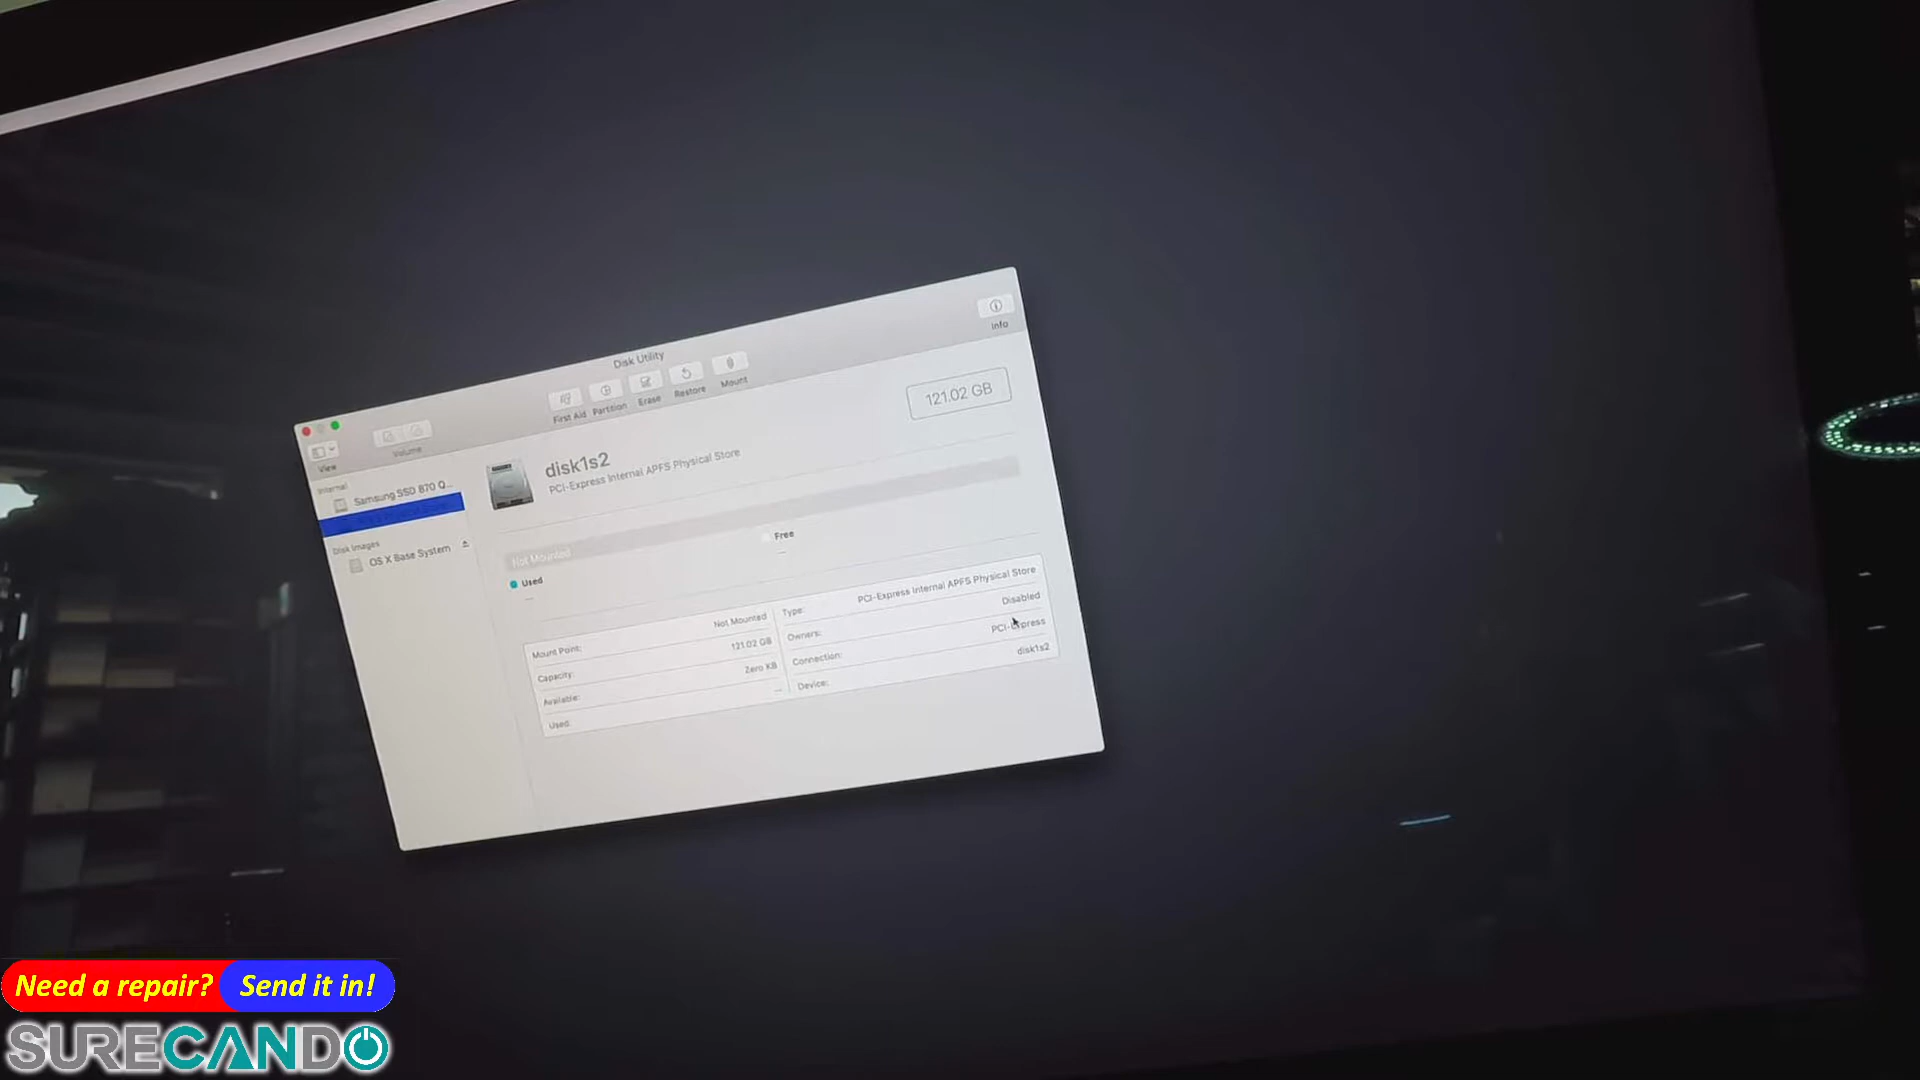 Disk Utility
Info
View
Volume
First Aid
Partition
Erase
Restore
Mount
Internal
Samsung SSD 870 Q...
Disk Images
OS X Base System
disk1s2
PCI-Express Internal APFS Physical Store
121.02 GB
Not Mounted
Used
--
Free
--
Mount Point: Not Mounted
Capacity: 121.02 GB
Available: Zero KB
Used: --
Type: PCI-Express Internal APFS Physical Store
Owners: Disabled
Connection: PCI-Express
Device: disk1s2
Need a repair? Send it in!
SURECANDO